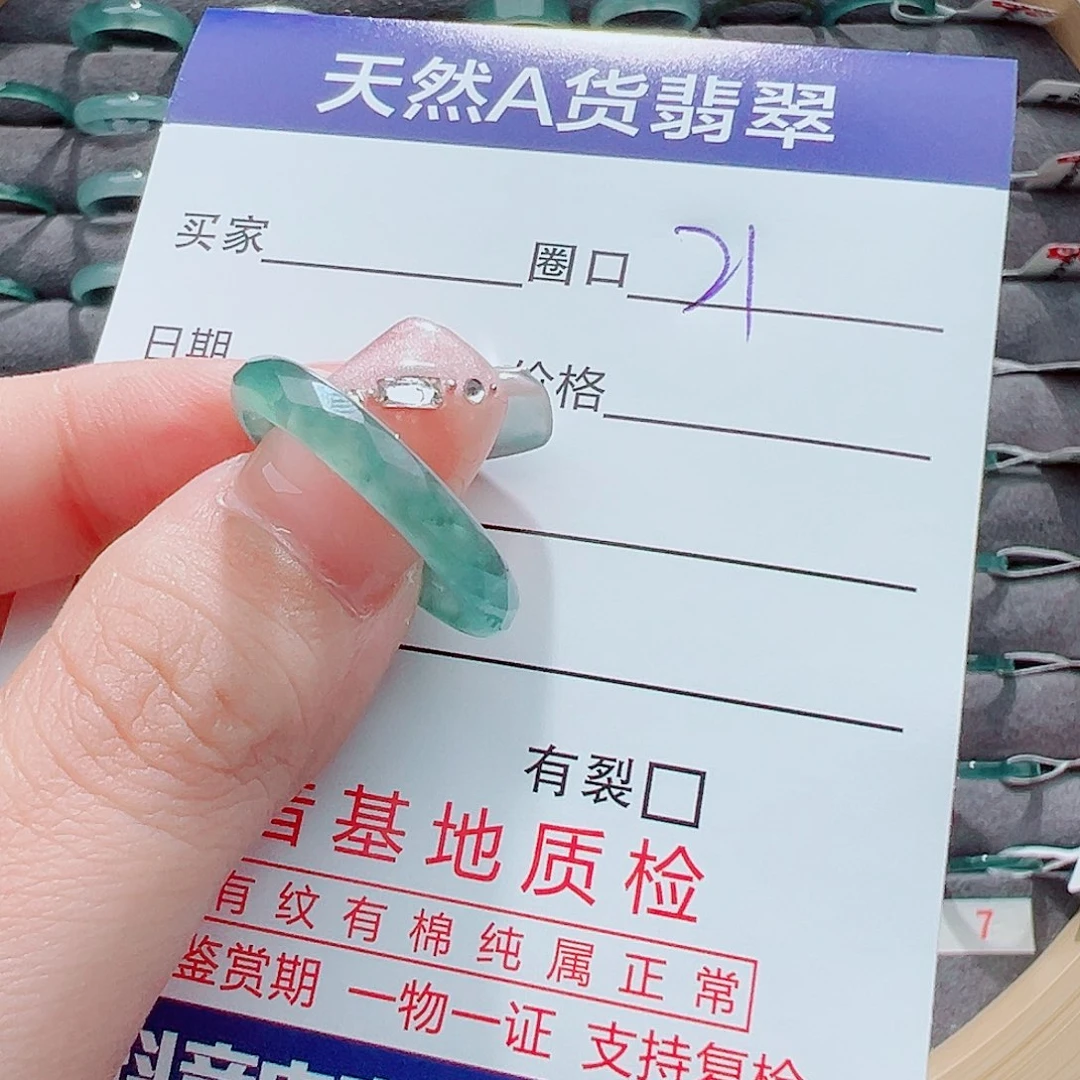 天然A货翡翠
买家 圈口 21
日期 价格
有裂
基地质检
有纹有棉纯属正常
鉴赏期 一物一证 支持复检
7